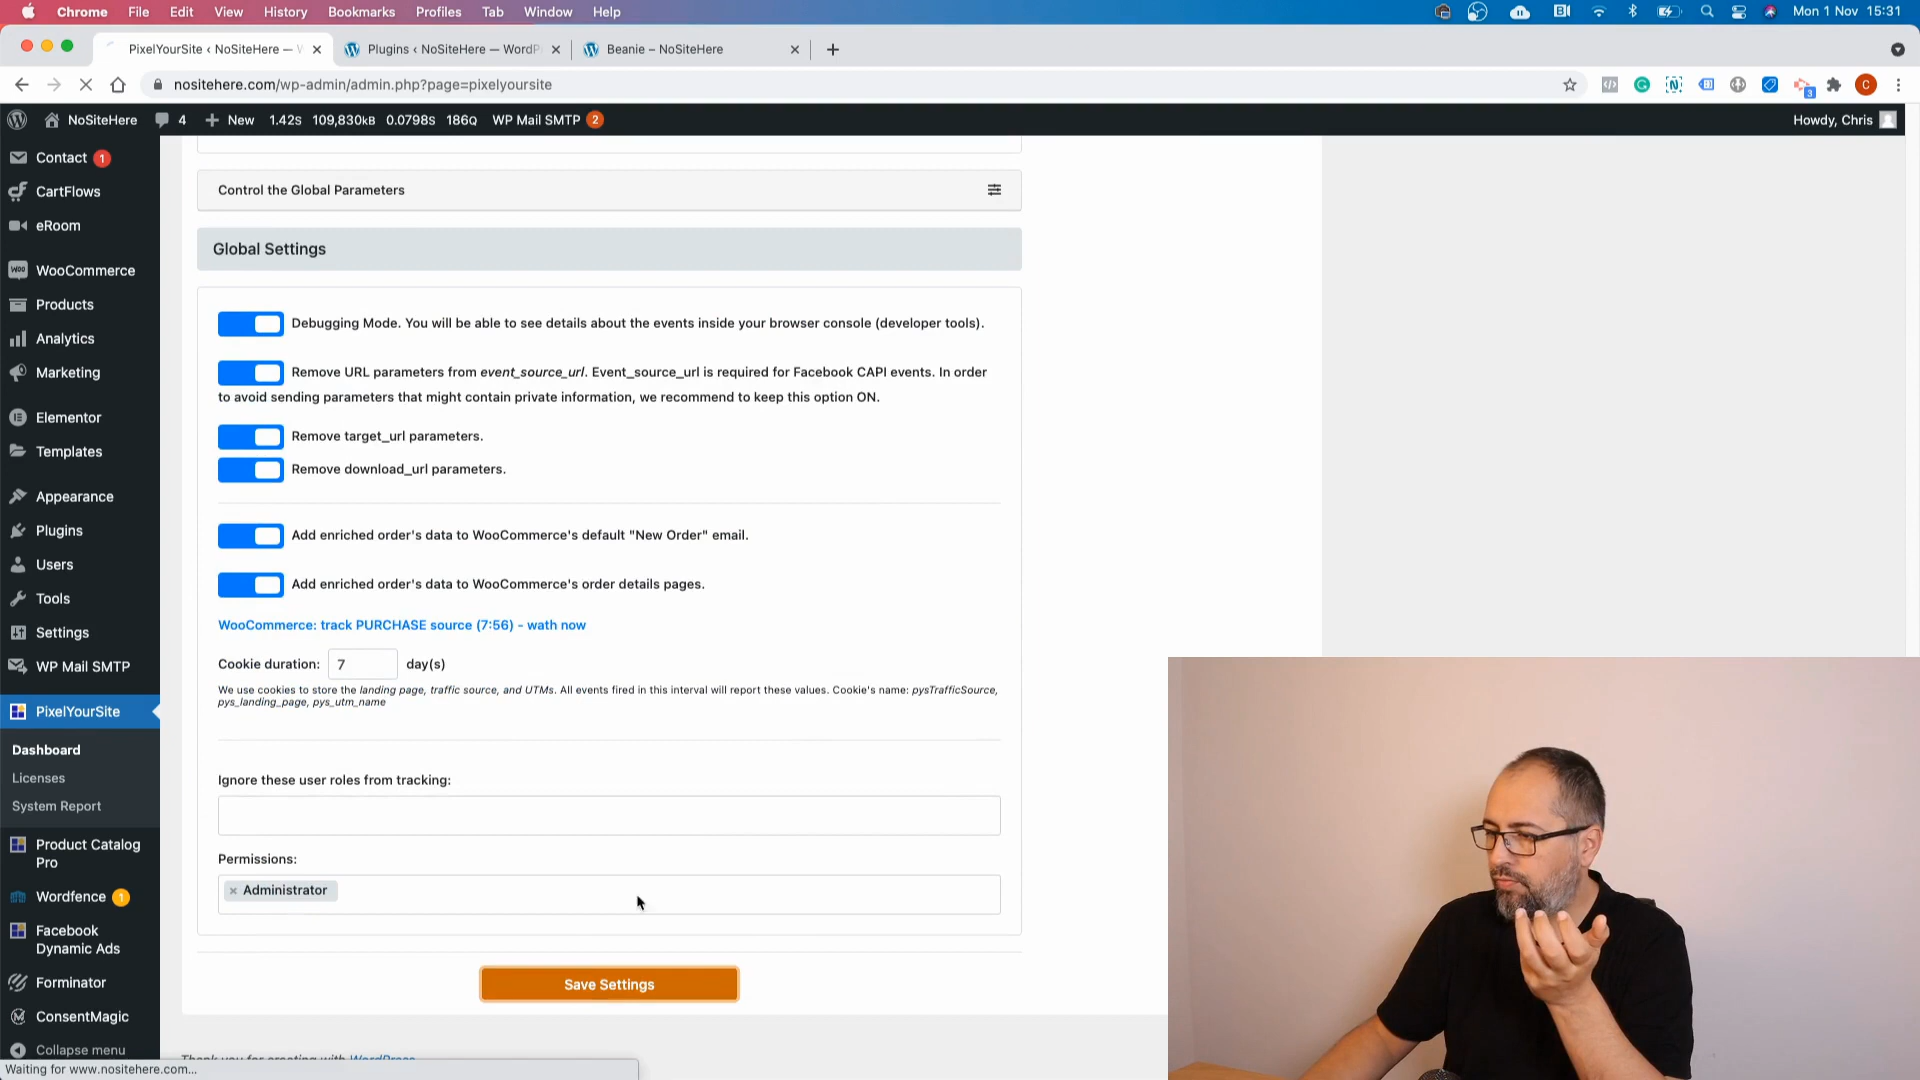 Chrome File Edit View History Bookmarks Profiles Tab Window Help
Mon 1 Nov 15:31
PixelYourSite ‹ NoSiteHere — W
Plugins ‹ NoSiteHere — WordP
Beanie – NoSiteHere
nositehere.com/wp-admin/admin.php?page=pixelyoursite
C
3
NoSiteHere 4 New 1.42s 109,830kB 0.0798s 186Q WP Mail SMTP 2
Howdy, Chris
Contact 1
CartFlows
eRoom
WooCommerce
Products
Analytics
Marketing
Elementor
Templates
Appearance
Plugins
Users
Tools
Settings
WP Mail SMTP
PixelYourSite
Dashboard
Licenses
System Report
Product Catalog
Pro
Wordfence 1
Facebook
Dynamic Ads
Forminator
ConsentMagic
Collapse menu
Waiting for www.nositehere.com...
Control the Global Parameters
Global Settings
Debugging Mode. You will be able to see details about the events inside your browser console (developer tools).
Remove URL parameters from event_source_url. Event_source_url is required for Facebook CAPI events. In order
to avoid sending parameters that might contain private information, we recommend to keep this option ON.
Remove target_url parameters.
Remove download_url parameters.
Add enriched order's data to WooCommerce's default "New Order" email.
Add enriched order's data to WooCommerce's order details pages.
WooCommerce: track PURCHASE source (7:56) - wath now
Cookie duration: 7 day(s)
We use cookies to store the landing page, traffic source, and UTMs. All events fired in this interval will report these values. Cookie's name: pysTrafficSource,
pys_landing_page, pys_utm_name
Ignore these user roles from tracking:
Permissions:
× Administrator
Save Settings
Thank you for creating with WordPress